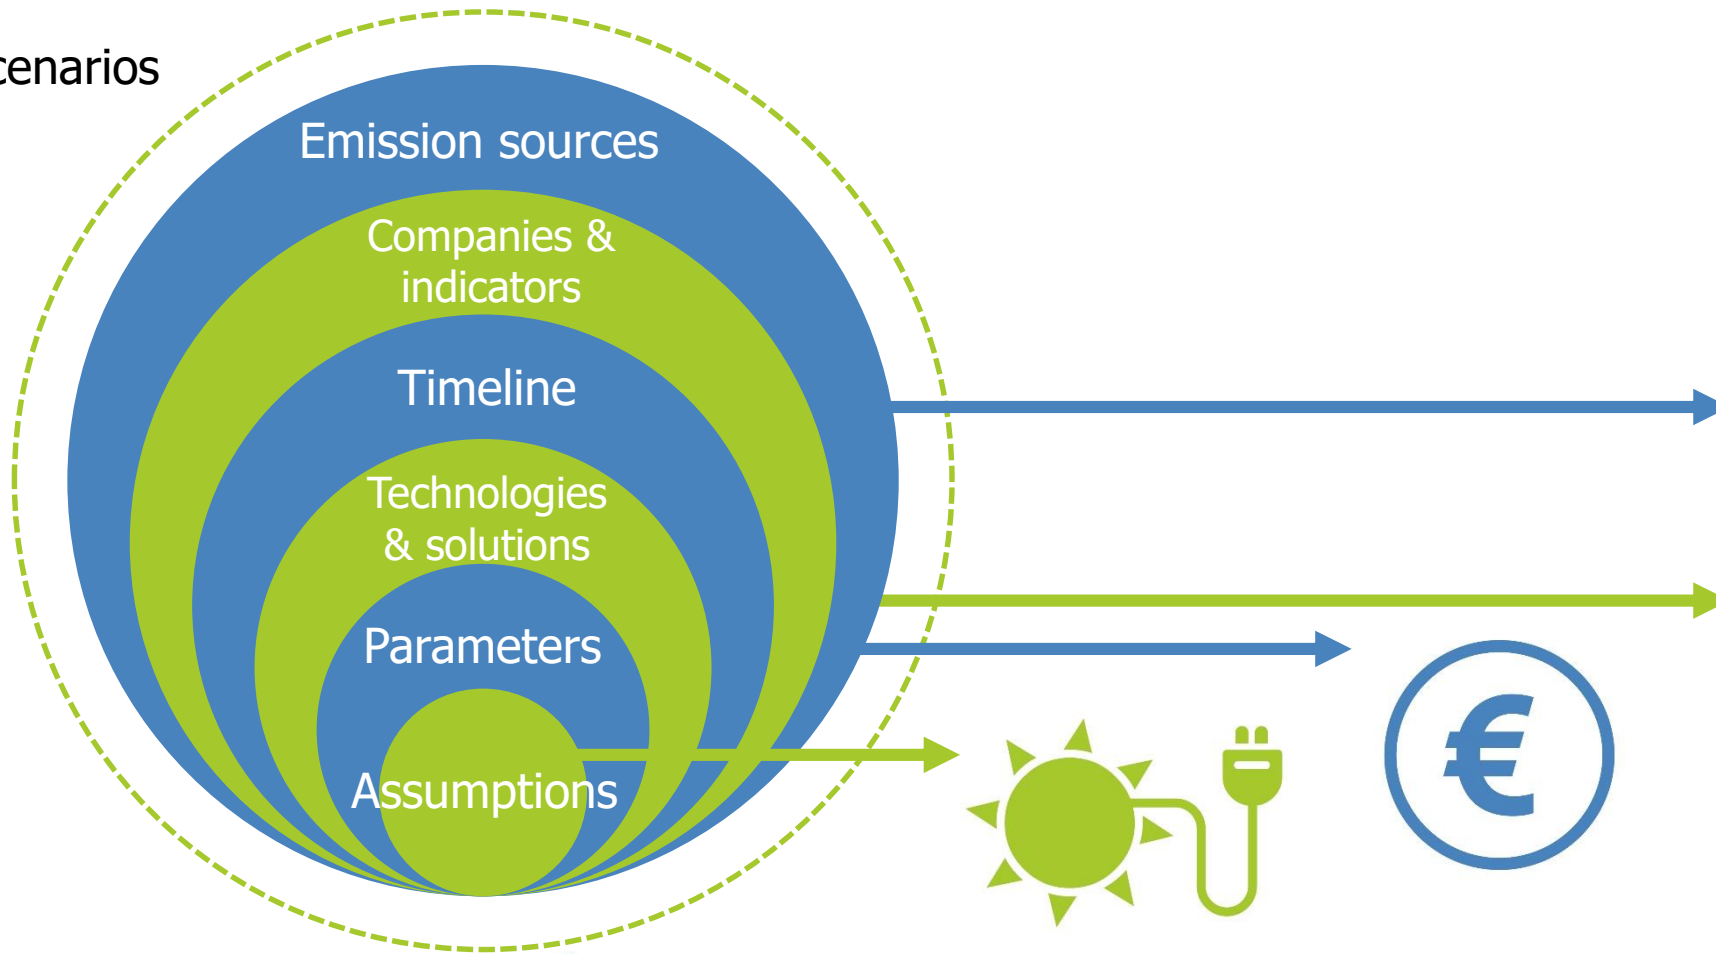 cenarios
Emission sources
Companies &
indicators
Timeline
Technologies
& solutions
Parameters
Assumptions
€